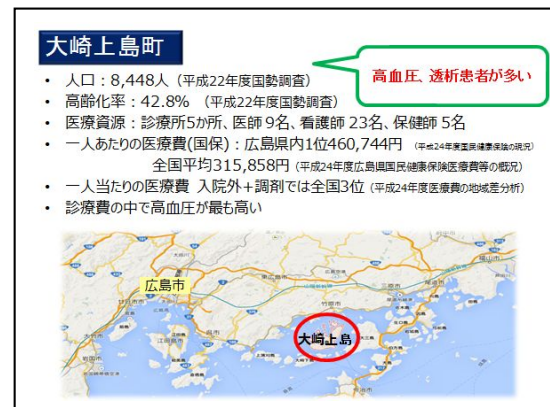 大崎上島町
高血圧、透析患者が多い
• 人口：8,448人（平成22年度国勢調査）
• 高齢化率：42.8% （平成22年度国勢調査）
• 医療資源：診療所5か所、医師 9名、看護師 23名、保健師 5名
• 一人あたりの医療費(国保)：広島県内1位460,744円 （平成24年度国民健康保険の現況）
全国平均315,858円（平成24年度広島県国民健康保険医療費等の概況）
• 一人当たりの医療費 入院外+調剤では全国3位（平成24年度医療費の地域差分析）
• 診療費の中で高血圧が最も高い
広島市
大崎上島